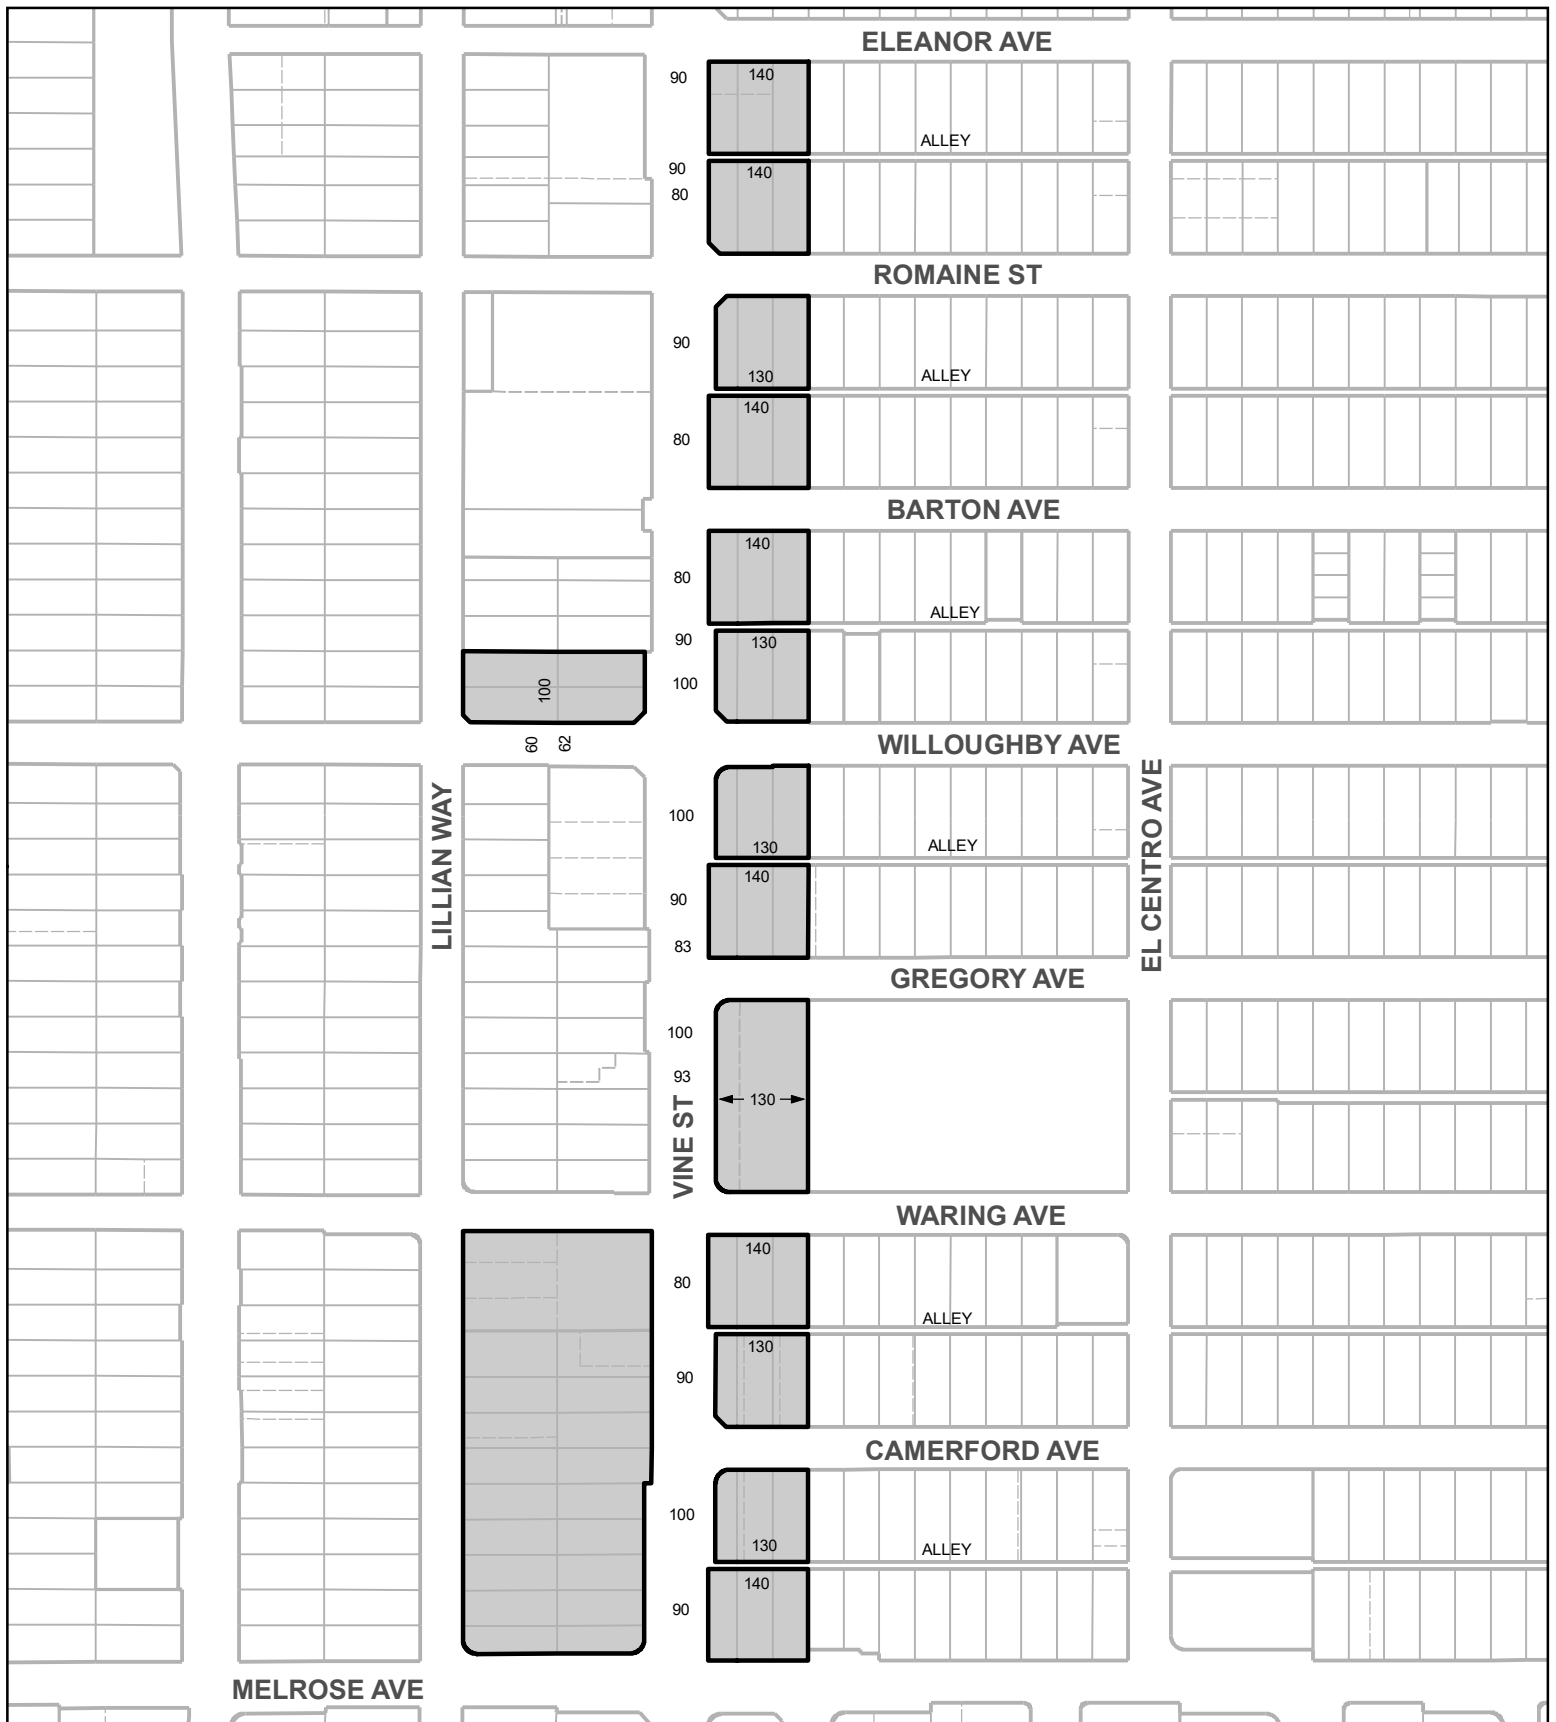 ELEANOR AVE
90
140
ALLEY
90
140
80
ROMAINE ST
90
130
ALLEY
140
80
BARTON AVE
140
80
ALLEY
90
130
100
100
60
62
WILLOUGHBY AVE
LILLIAN WAY
EL CENTRO AVE
100
130
ALLEY
140
90
83
GREGORY AVE
100
93
130
VINE ST
WARING AVE
140
80
ALLEY
130
90
CAMERFORD AVE
100
130
ALLEY
140
90
MELROSE AVE